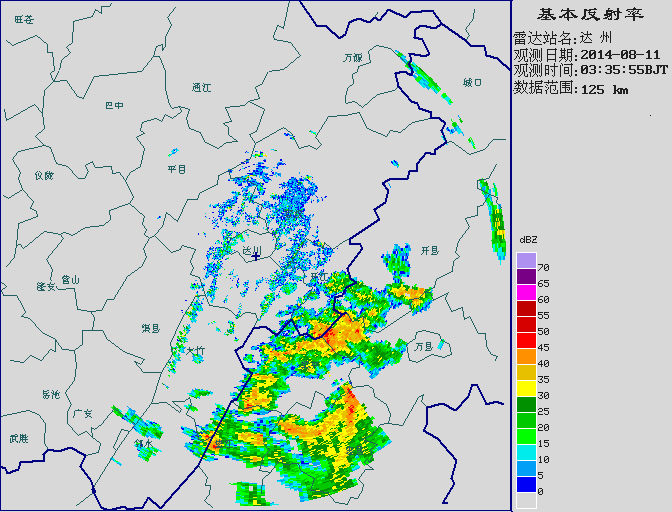 基本反射率
雷达站名: 达 州
观测日期: 2014-08-11
观测时间: 03:35:55BJT
数据范围: 125 km
旺苍
万源
城口
通江
巴中
平昌
仪陇
达川
开县
开江
营山
蓬安
渠县
大竹
万县
岳池
广安
武胜
邻水
dBZ
70
65
60
55
50
45
40
35
30
25
20
15
10
5
0